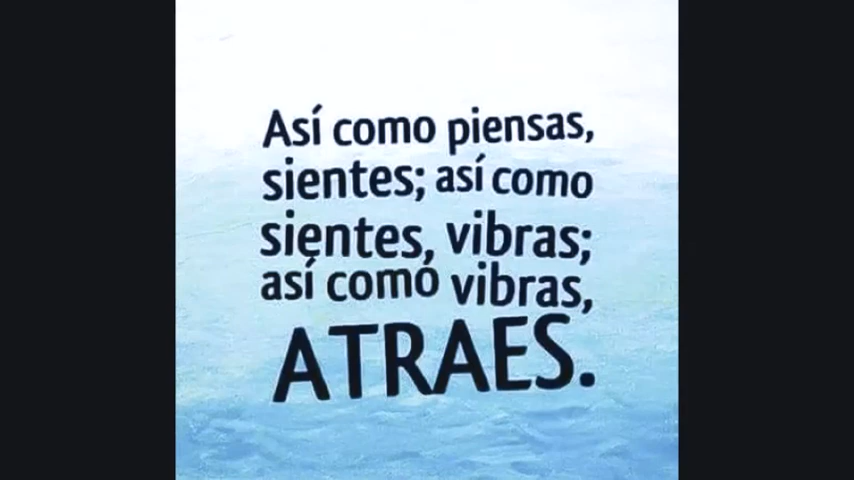 Así como piensas,
sientes; así como
sientes, vibras;
así como vibras,
ATRAES.